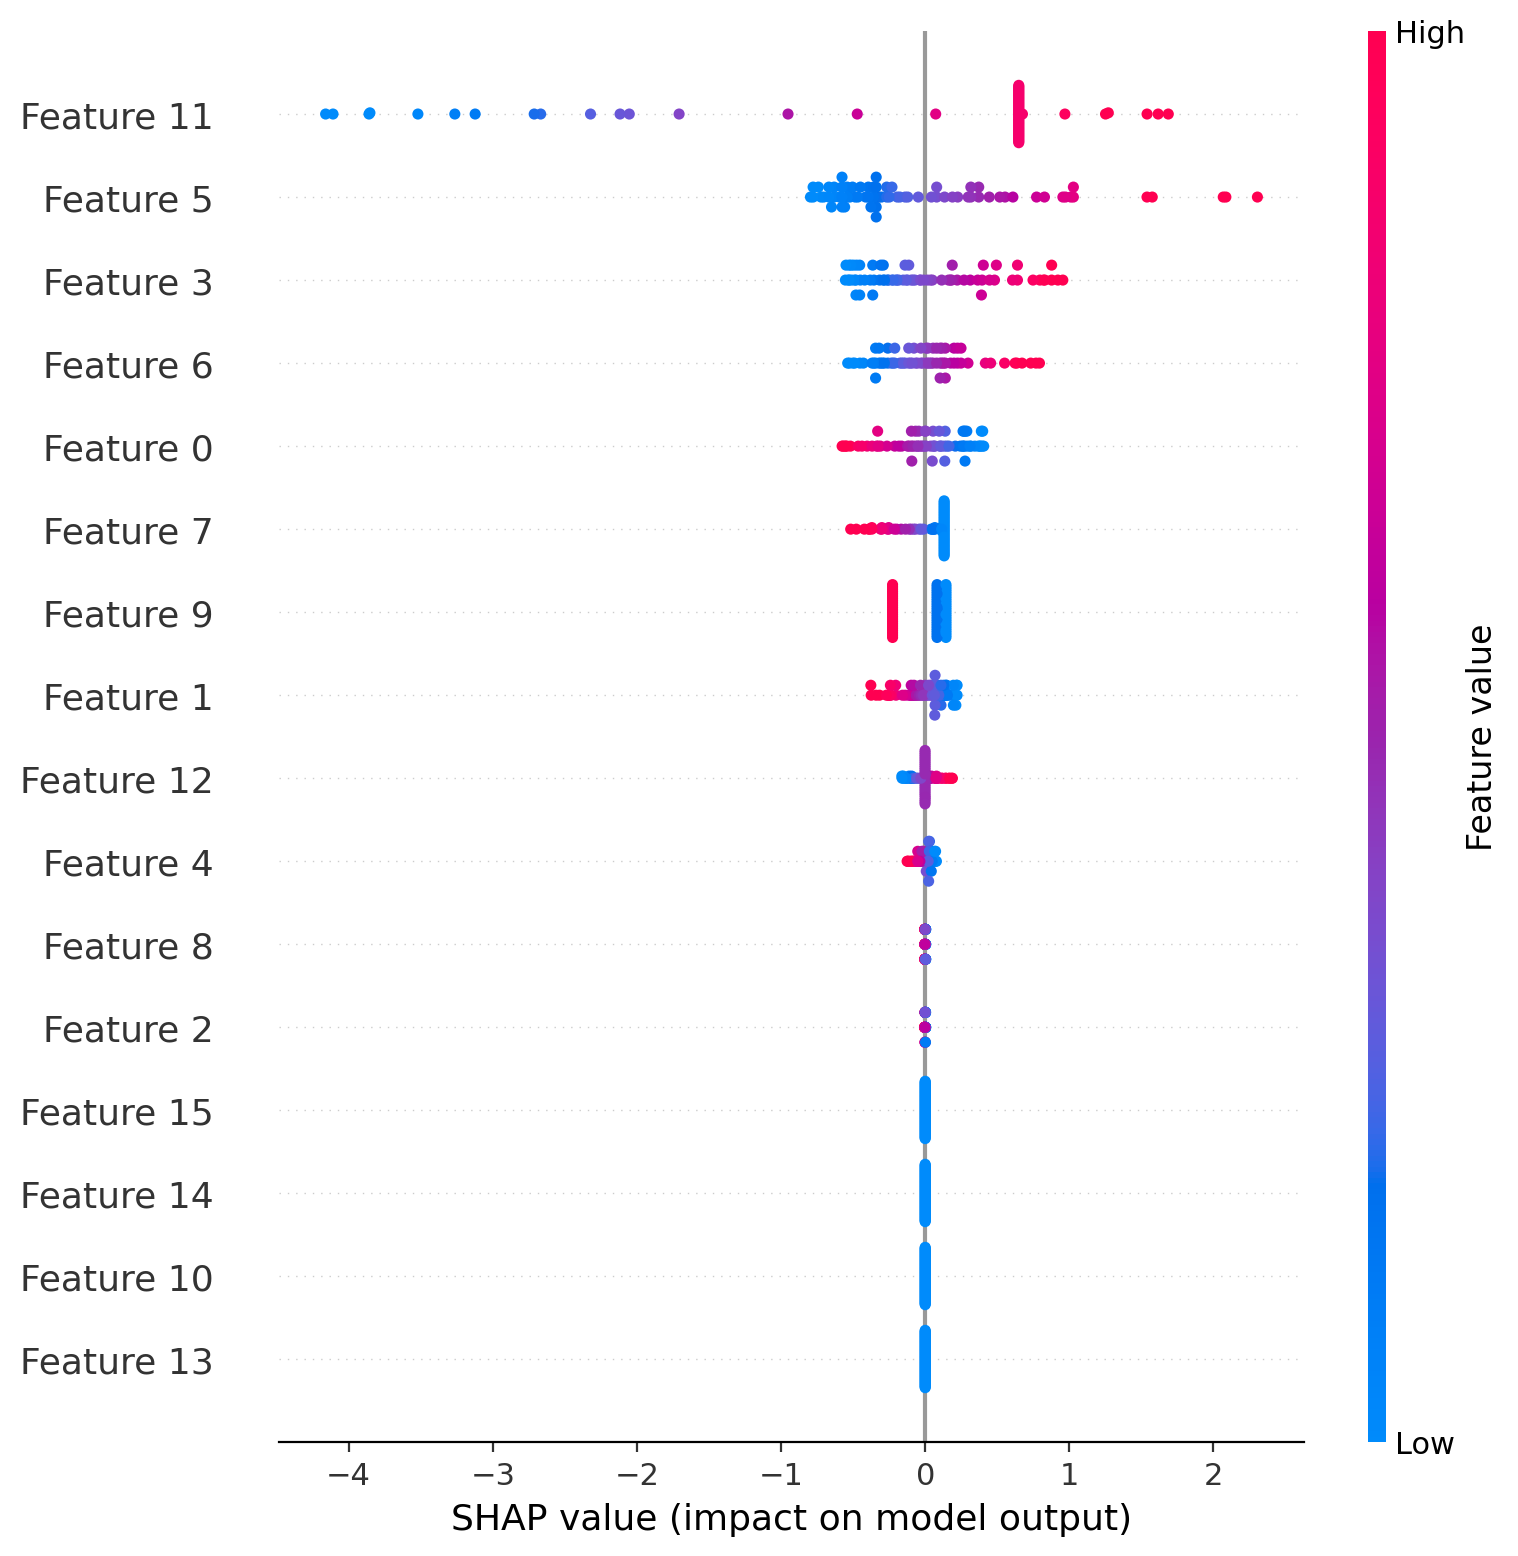 High
Feature 11
Feature 5
Feature 3
Feature 6
Feature 0
Feature 7
Feature 9
Feature 1
Feature 12
Feature 4
Feature 8
Feature 2
Feature 15
Feature 14
Feature 10
Feature 13
Feature value
Low
−4 −3 −2 −1 0 1 2
SHAP value (impact on model output)